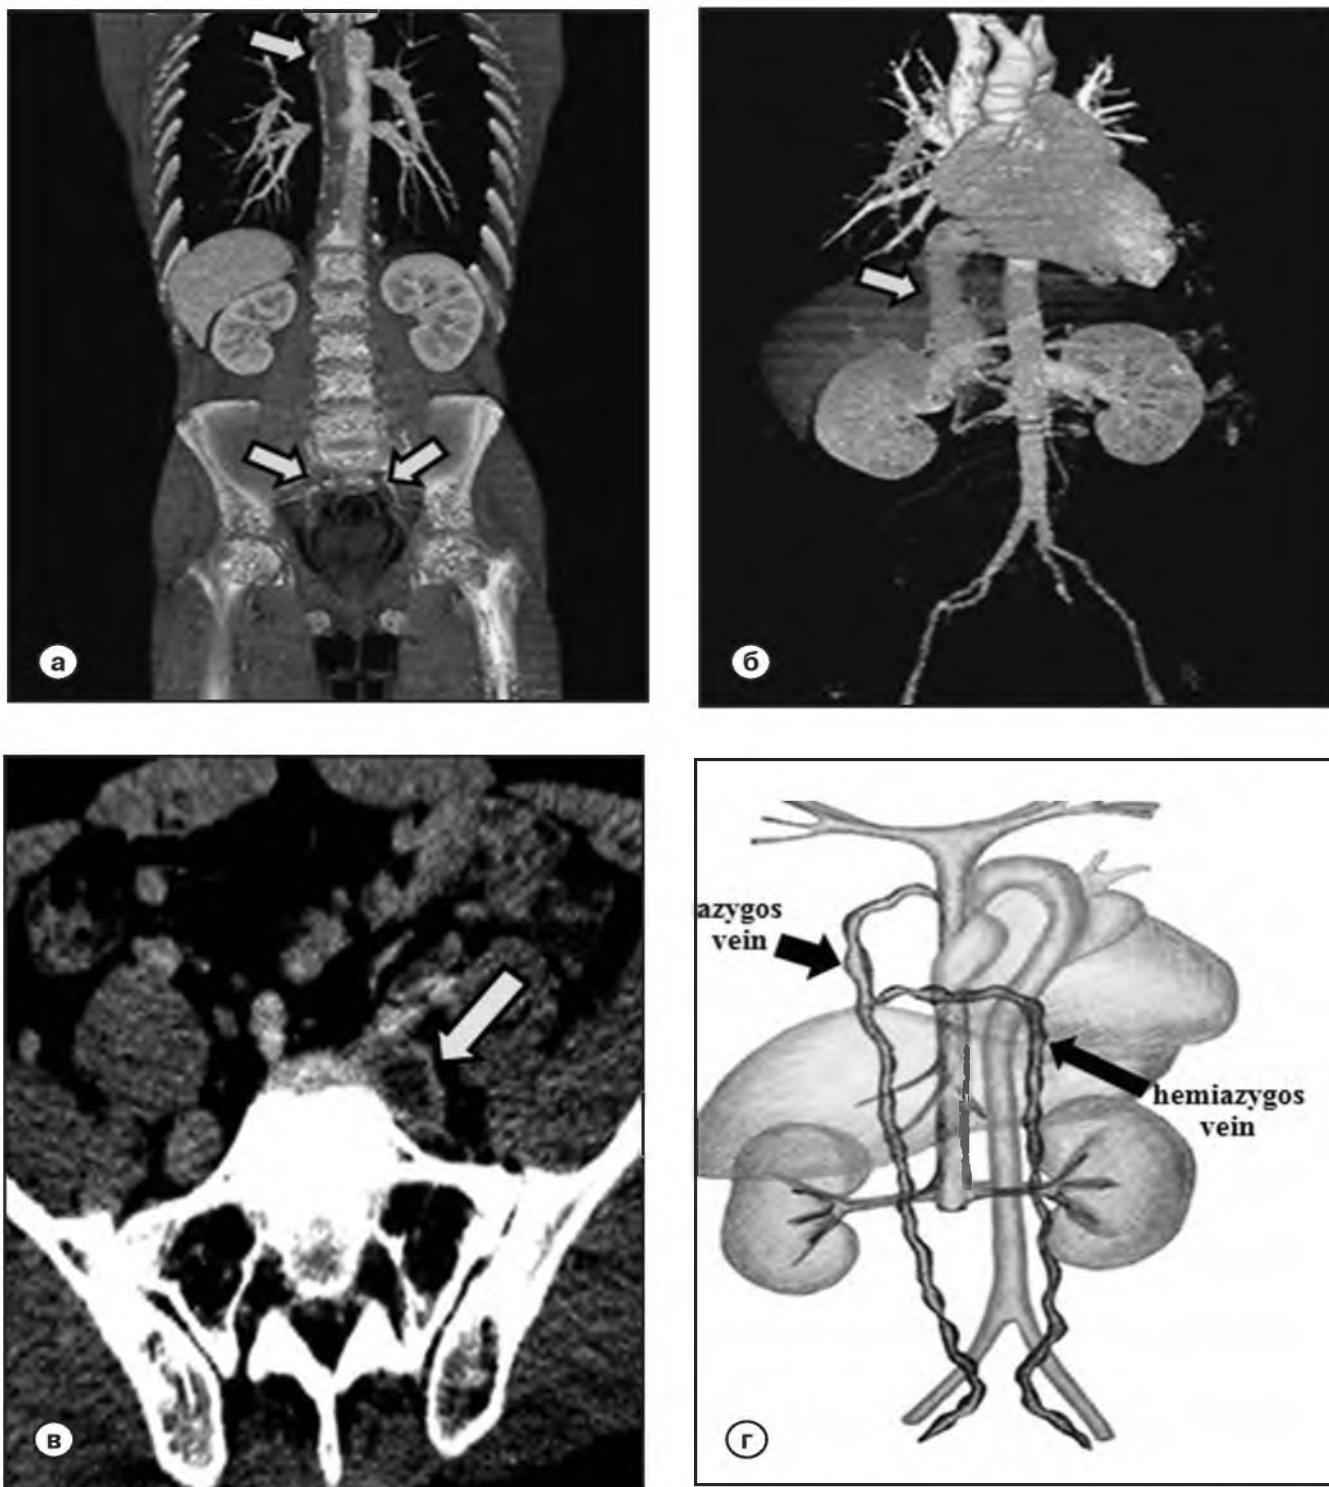 а
б
azygos
vein
hemiazygos
vein
в
г